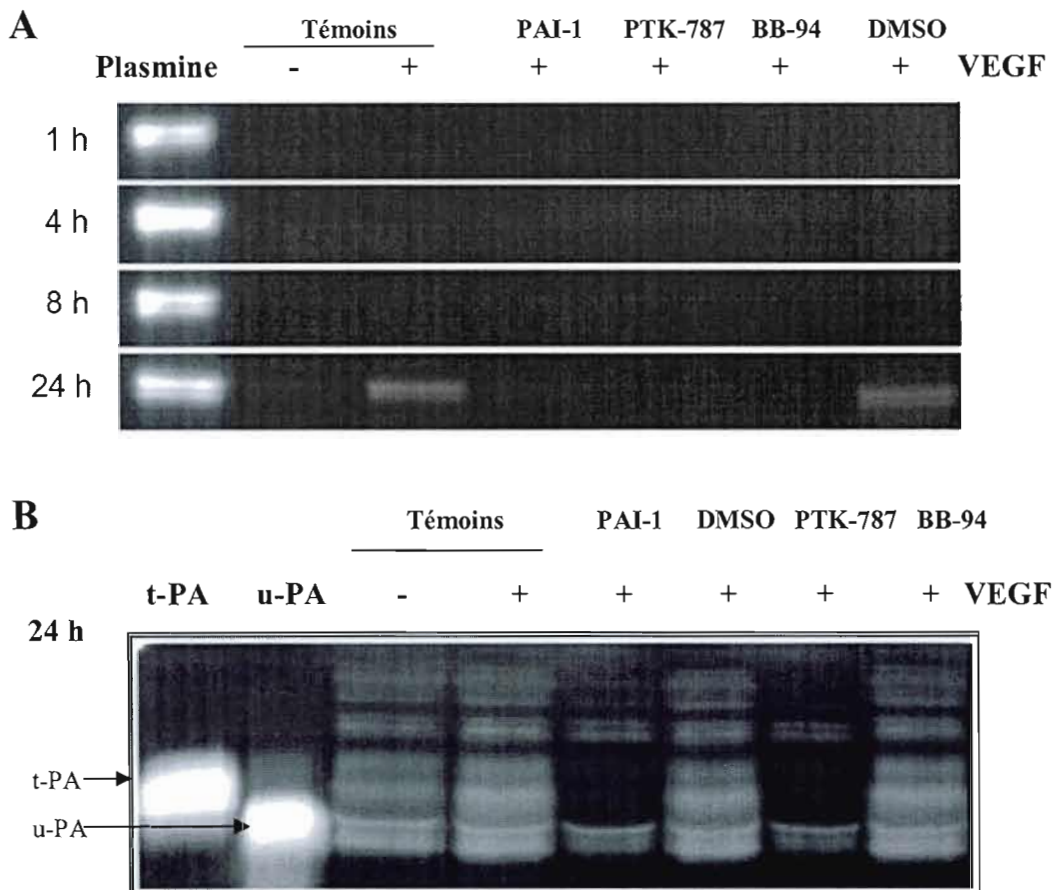 A
Témoins PAI-1 PTK-787 BB-94 DMSO
Plasmine - + + + + + VEGF
1 h
4 h
8 h
24 h
B
Témoins PAI-1 DMSO PTK-787 BB-94
t-PA u-PA - + + + + + VEGF
24 h
t-PA
u-PA